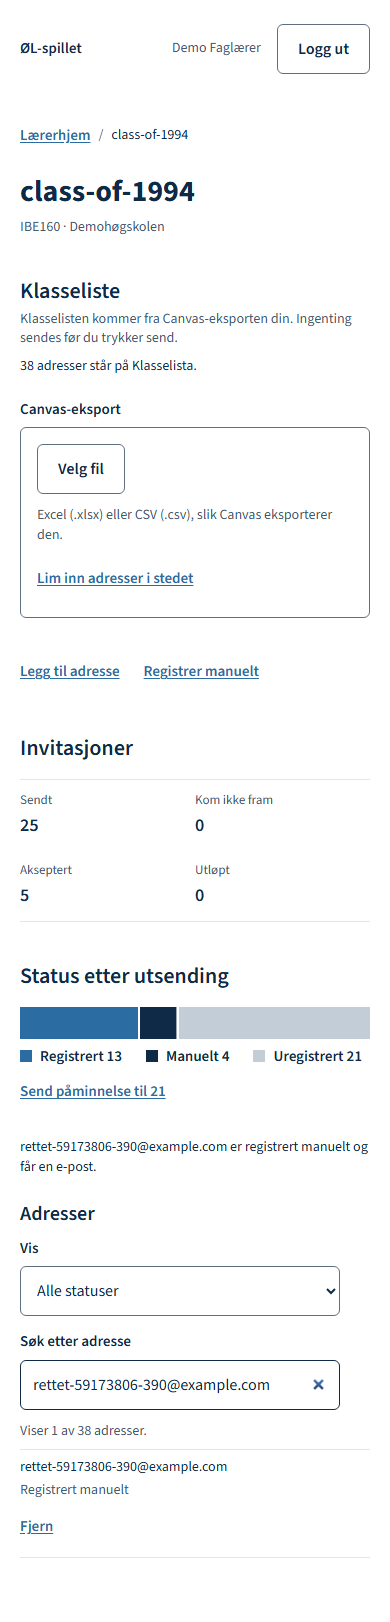 ØL-spillet
Demo Faglærer
Logg ut
Lærerhjem / class-of-1994
class-of-1994
IBE160 · Demohøgskolen
Klasseliste
Klasselisten kommer fra Canvas-eksporten din. Ingenting
sendes før du trykker send.
38 adresser står på Klasselista.
Canvas-eksport
Velg fil
Excel (.xlsx) eller CSV (.csv), slik Canvas eksporterer
den.
Lim inn adresser i stedet
Legg til adresse
Registrer manuelt
Invitasjoner
Sendt
25
Kom ikke fram
0
Akseptert
5
Utløpt
0
Status etter utsending
Registrert 13
Manuelt 4
Uregistrert 21
Send påminnelse til 21
rettet-59173806-390@example.com er registrert manuelt og
får en e-post.
Adresser
Vis
Alle statuser
Søk etter adresse
rettet-59173806-390@example.com
Viser 1 av 38 adresser.
rettet-59173806-390@example.com
Registrert manuelt
Fjern